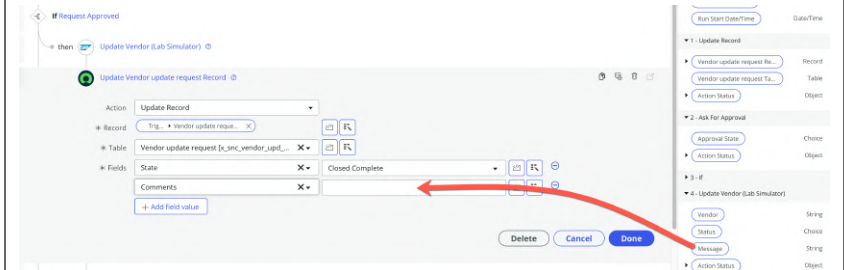 If Request Approved
then Update Vendor (Lab Simulator)
Update Vendor update request Record
Action Update Record
* Record Trig... ▸ Vendor update reque... X
* Table Vendor update request [x_snc_vendor_upd_...
* Fields State Closed Complete
Comments
+ Add field value
Delete Cancel Done
Run Start Date/Time Date/Time
1 - Update Record
Vendor update request Re... Record
Vendor update request Ta... Table
Action Status Object
2 - Ask For Approval
Approval State Choice
Action Status Object
3 - If
4 - Update Vendor (Lab Simulator)
Vendor String
Status Choice
Message String
Action Status Object